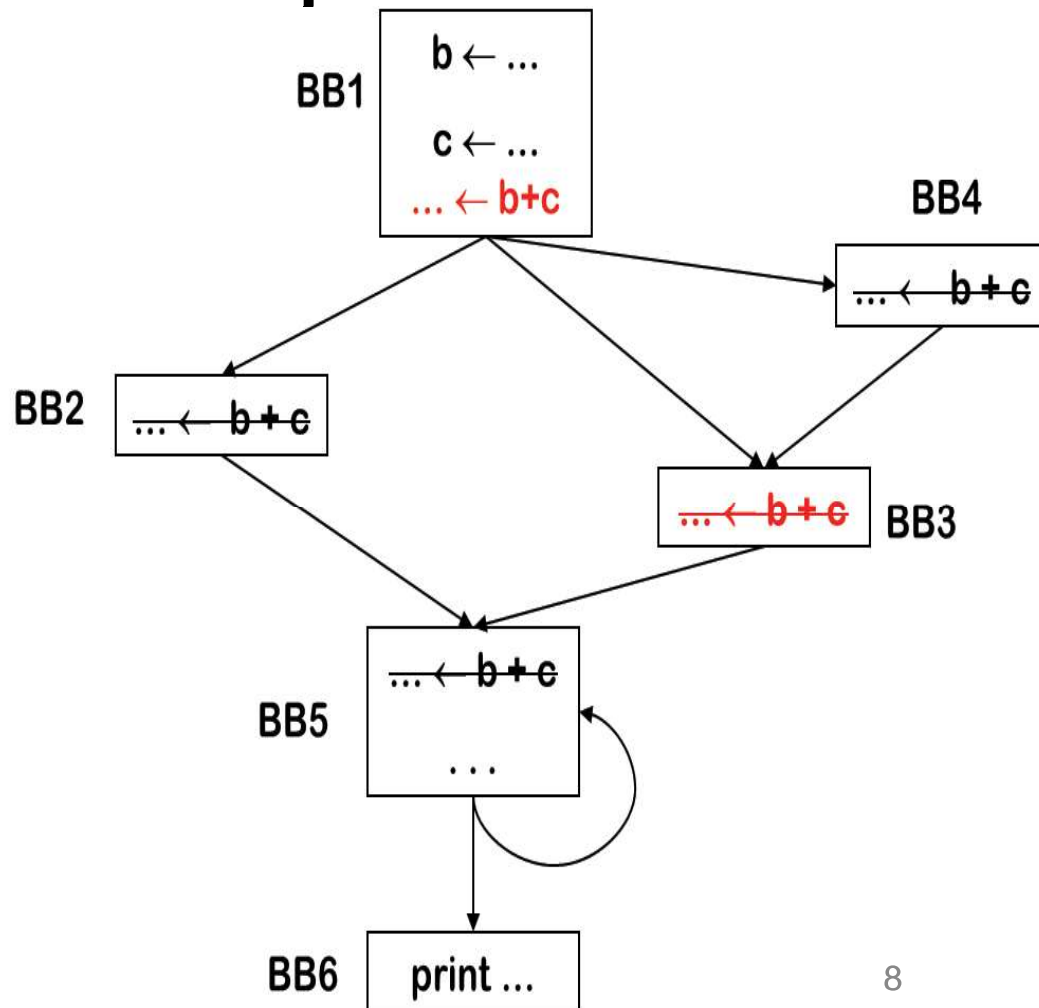 BB1
b ← ...
c ← ...
... ← b+c
BB4
... ← b + c
BB2
... ← b + c
... ← b + c
BB3
... ← b + c
BB5
...
BB6
print ...
8